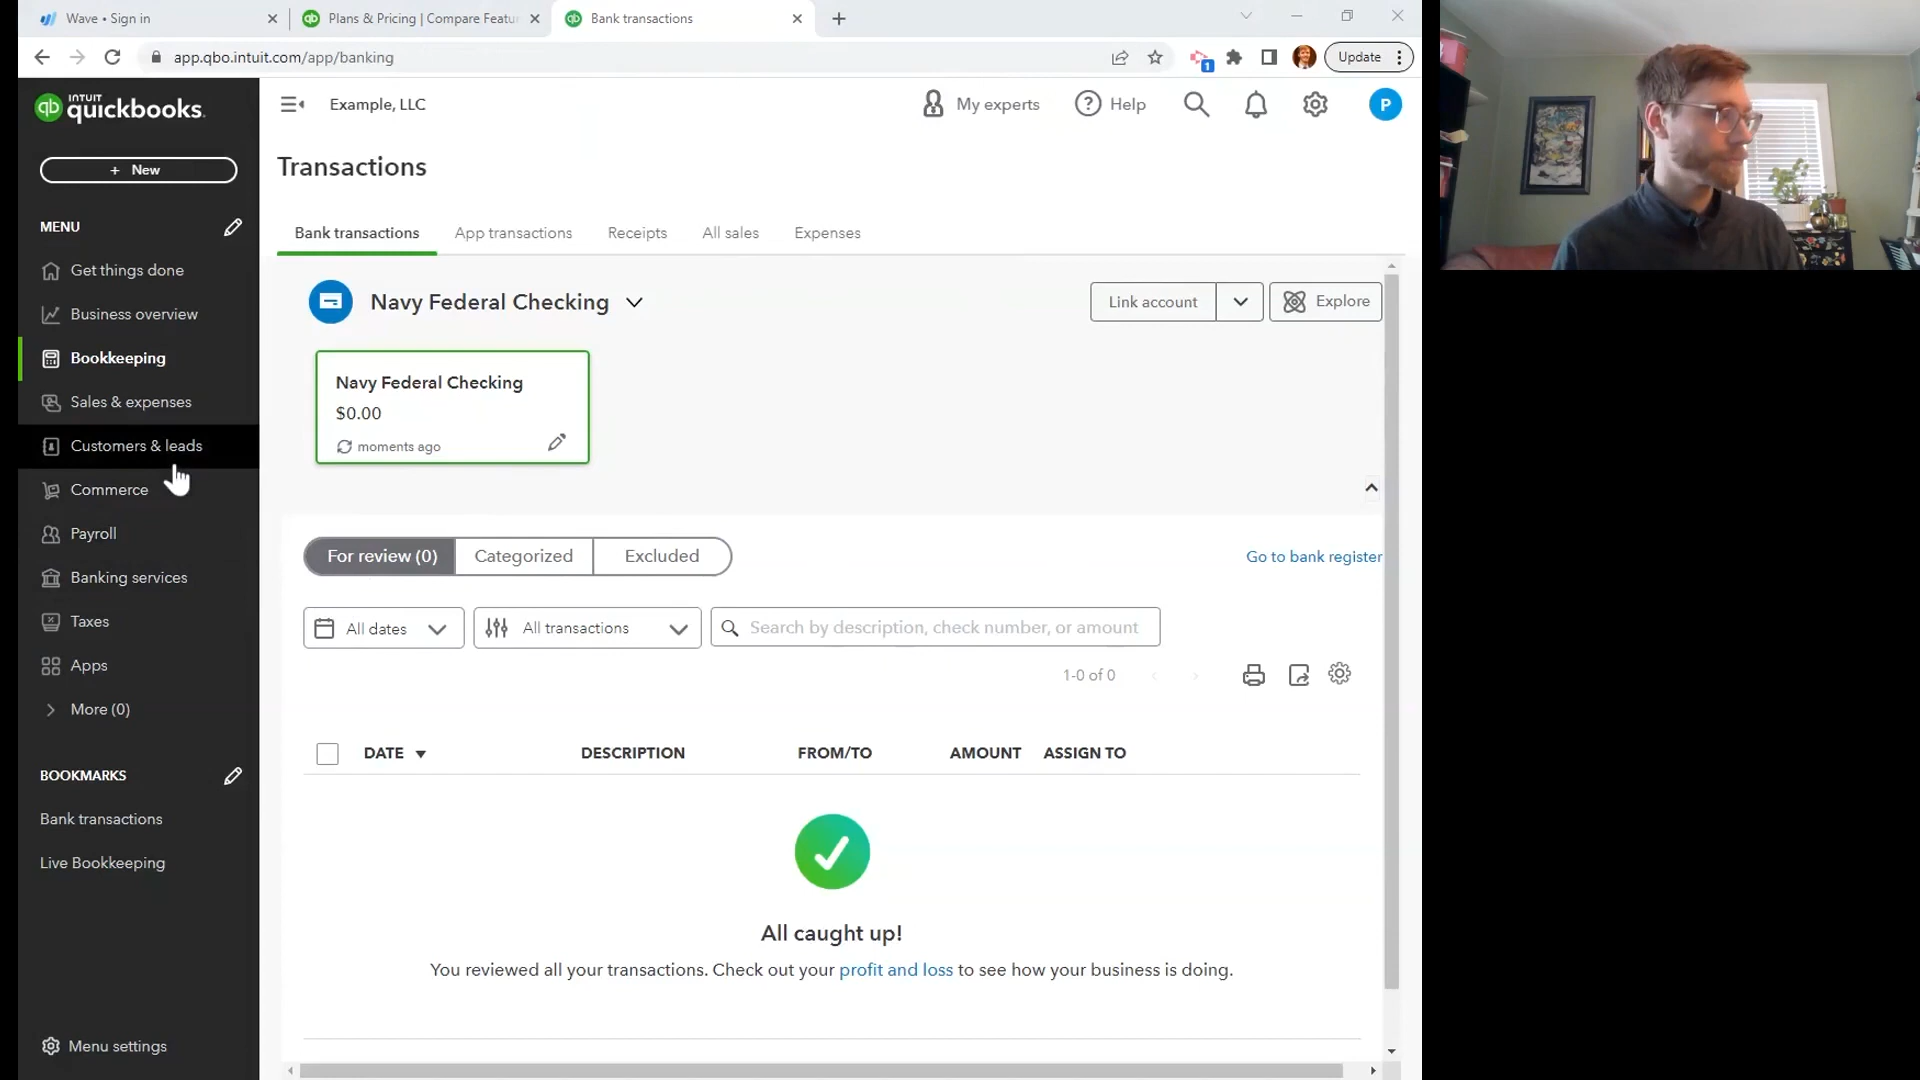 Wave • Sign in
Plans & Pricing | Compare Featu
Bank transactions
app.qbo.intuit.com/app/banking
1
Update
INTUIT
quickbooks.
Example, LLC
My experts
Help
P
+ New
Transactions
MENU
Bank transactions
App transactions
Receipts
All sales
Expenses
Get things done
Business overview
Bookkeeping
Sales & expenses
Customers & leads
Commerce
Payroll
Banking services
Taxes
Apps
More (0)
BOOKMARKS
Bank transactions
Live Bookkeeping
Menu settings
Navy Federal Checking
Link account
Explore
Navy Federal Checking
$0.00
moments ago
For review (0)
Categorized
Excluded
Go to bank register
All dates
All transactions
Search by description, check number, or amount
1-0 of 0
DATE
DESCRIPTION
FROM/TO
AMOUNT
ASSIGN TO
All caught up!
You reviewed all your transactions. Check out your profit and loss to see how your business is doing.